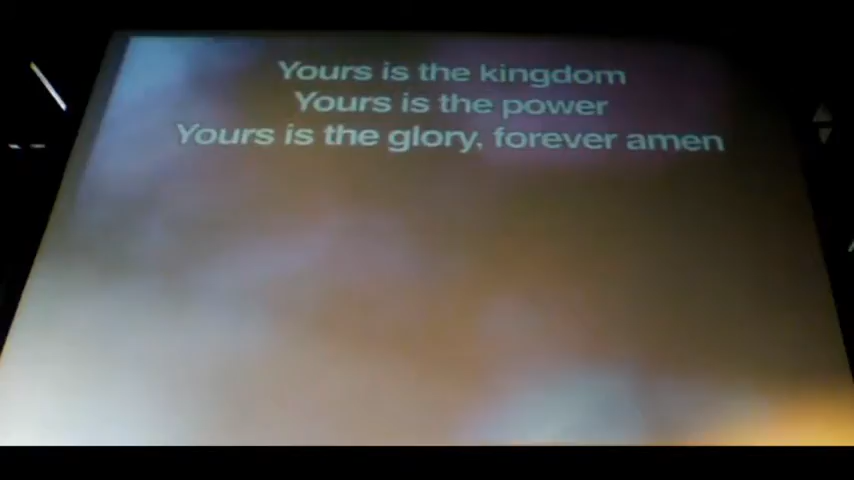 Yours is the kingdom
Yours is the power
Yours is the glory, forever amen